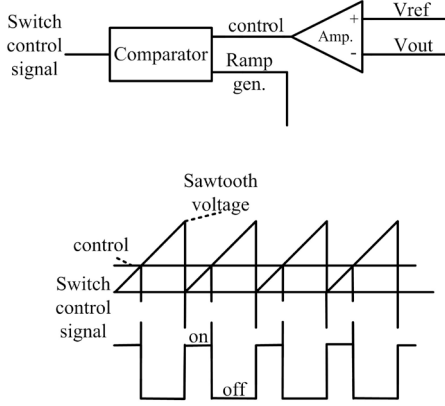 Switch
control
signal
Comparator
control
Ramp
gen.
+
Amp.
-
Vref
Vout
Sawtooth
voltage
control
Switch
control
signal
on
off